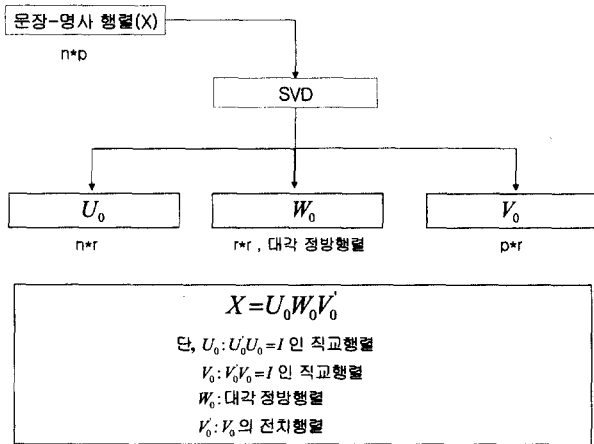 문장-명사 행렬(X)
n*p
SVD
U₀ W₀ V₀
n*r r*r , 대각 정방행렬 p*r
X=U₀W₀V₀'
단, U₀:U₀'U₀=I 인 직교행렬
V₀:V₀'V₀=I 인 직교행렬
W₀:대각 정방행렬
V₀':V₀의 전치행렬